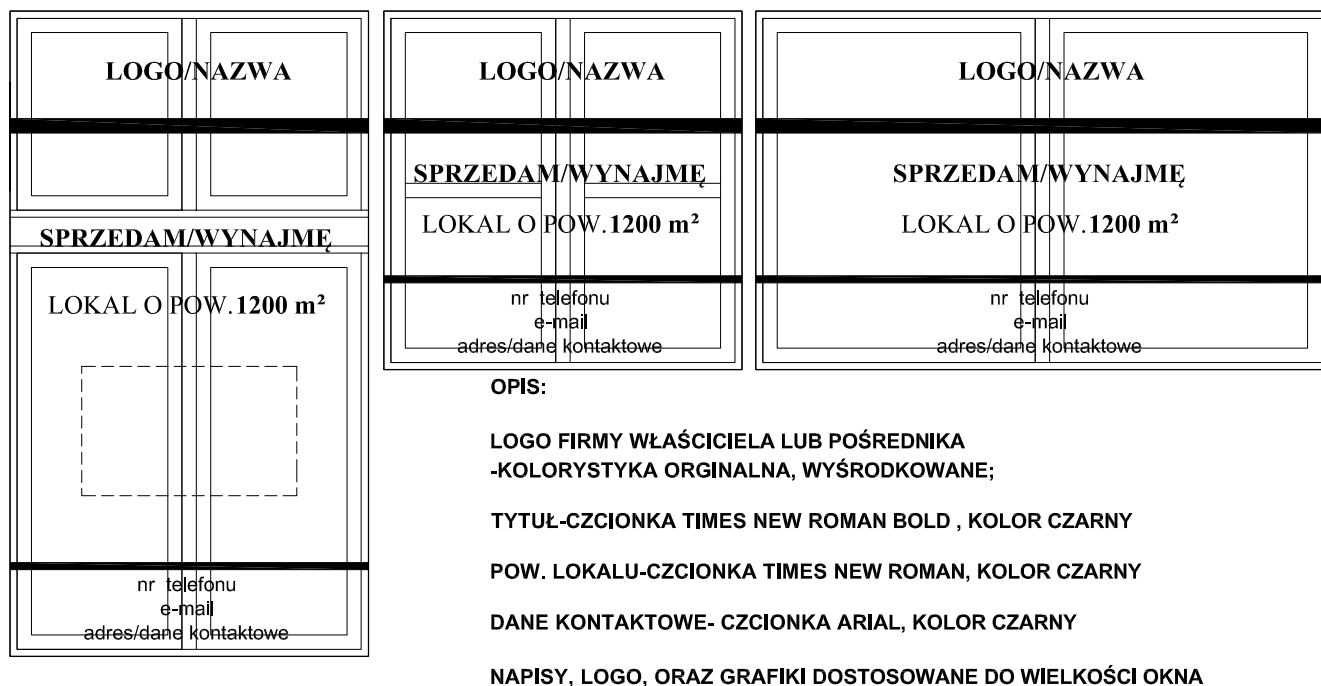 LOGO/NAZWA
SPRZEDAM/WYNAJMĘ
LOKAL O POW.1200 m²
nr telefonu
e-mail
adres/dane kontaktowe
LOGO/NAZWA
SPRZEDAM/WYNAJMĘ
LOKAL O POW.1200 m²
nr telefonu
e-mail
adres/dane kontaktowe
LOGO/NAZWA
SPRZEDAM/WYNAJMĘ
LOKAL O POW.1200 m²
nr telefonu
e-mail
adres/dane kontaktowe
OPIS:
LOGO FIRMY WŁAŚCICIELA LUB POŚREDNIKA
-KOLORYSTYKA ORGINALNA, WYŚRODKOWANE;
TYTUŁ-CZCIONKA TIMES NEW ROMAN BOLD , KOLOR CZARNY
POW. LOKALU-CZCIONKA TIMES NEW ROMAN, KOLOR CZARNY
DANE KONTAKTOWE- CZCIONKA ARIAL, KOLOR CZARNY
NAPISY, LOGO, ORAZ GRAFIKI DOSTOSOWANE DO WIELKOŚCI OKNA